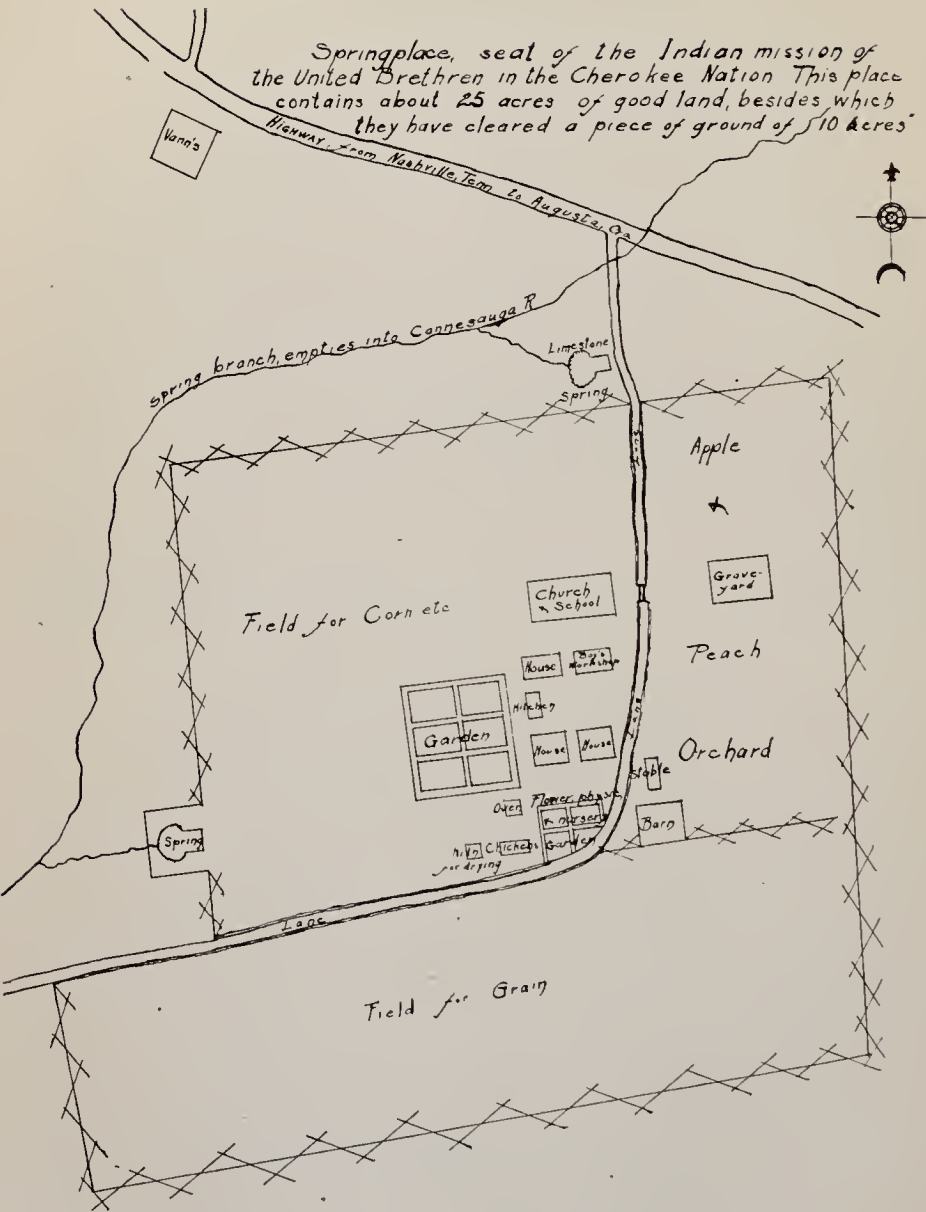 Springplace, seat of the Indian mission of
the United Brethren in the Cherokee Nation This place
contains about 25 acres of good land, besides which
they have cleared a piece of ground of 10 acres"
Vann's
HIGHWAY, from Nashville, Tenn to Augusta, Ga
Spring branch, empties into Connesauga R
Limestone
Spring
Lane
Apple
Grave-
yard
Church
& School
Field for Corn etc
House
Boy's
Workshop
Peach
Kitchen
Lane
Garden
House
House
Orchard
Stable
Oven
Flower, physic
& nursery
Garden
Barn
Spring
Kiln
for drying
Chickens
Lane
Field for Grain